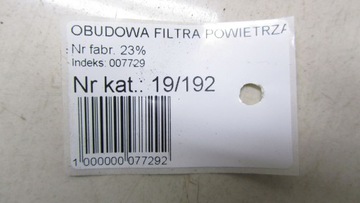 OBUDOWA FILTRA POWIETRZA
Nr fabr. 23%
Indeks: 007729
Nr kat.: 19/192
1 000000 077292